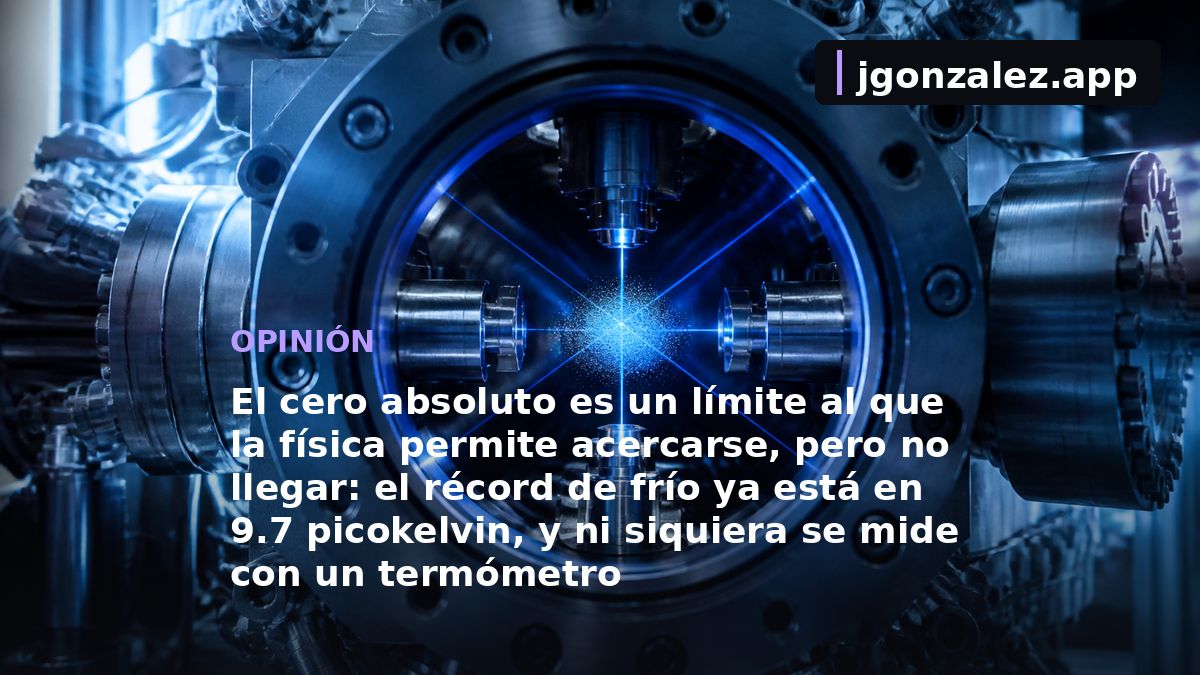 jgonzalez.app
OPINIÓN
El cero absoluto es un límite al que
la física permite acercarse, pero no
llegar: el récord de frío ya está en
9.7 picokelvin, y ni siquiera se mide
con un termómetro